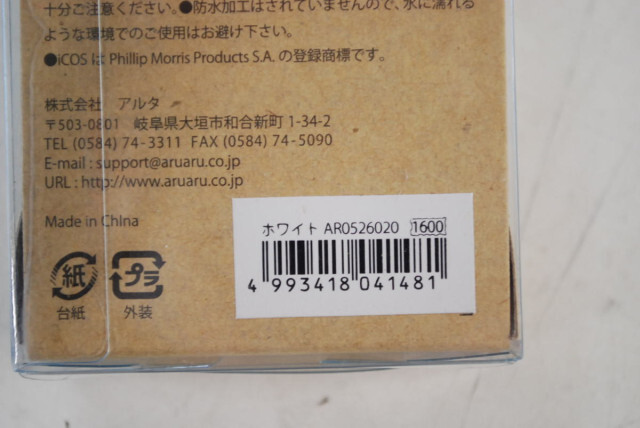 十分ご注意ください。●防水加工はされていませんので、水に濡れる
ような環境でのご使用はお避け下さい。
●iCOS は Phillip Morris Products S.A. の登録商標です。
株式会社 アルタ
〒503-0801 岐阜県大垣市和合新町 1-34-2
TEL (0584) 74-3311 FAX (0584) 74-5090
E-mail : support@aruaru.co.jp
URL : http://www.aruaru.co.jp
Made in China
ホワイト AR0526020 1600
4 993418 041481
紙 プラ
台紙 外装